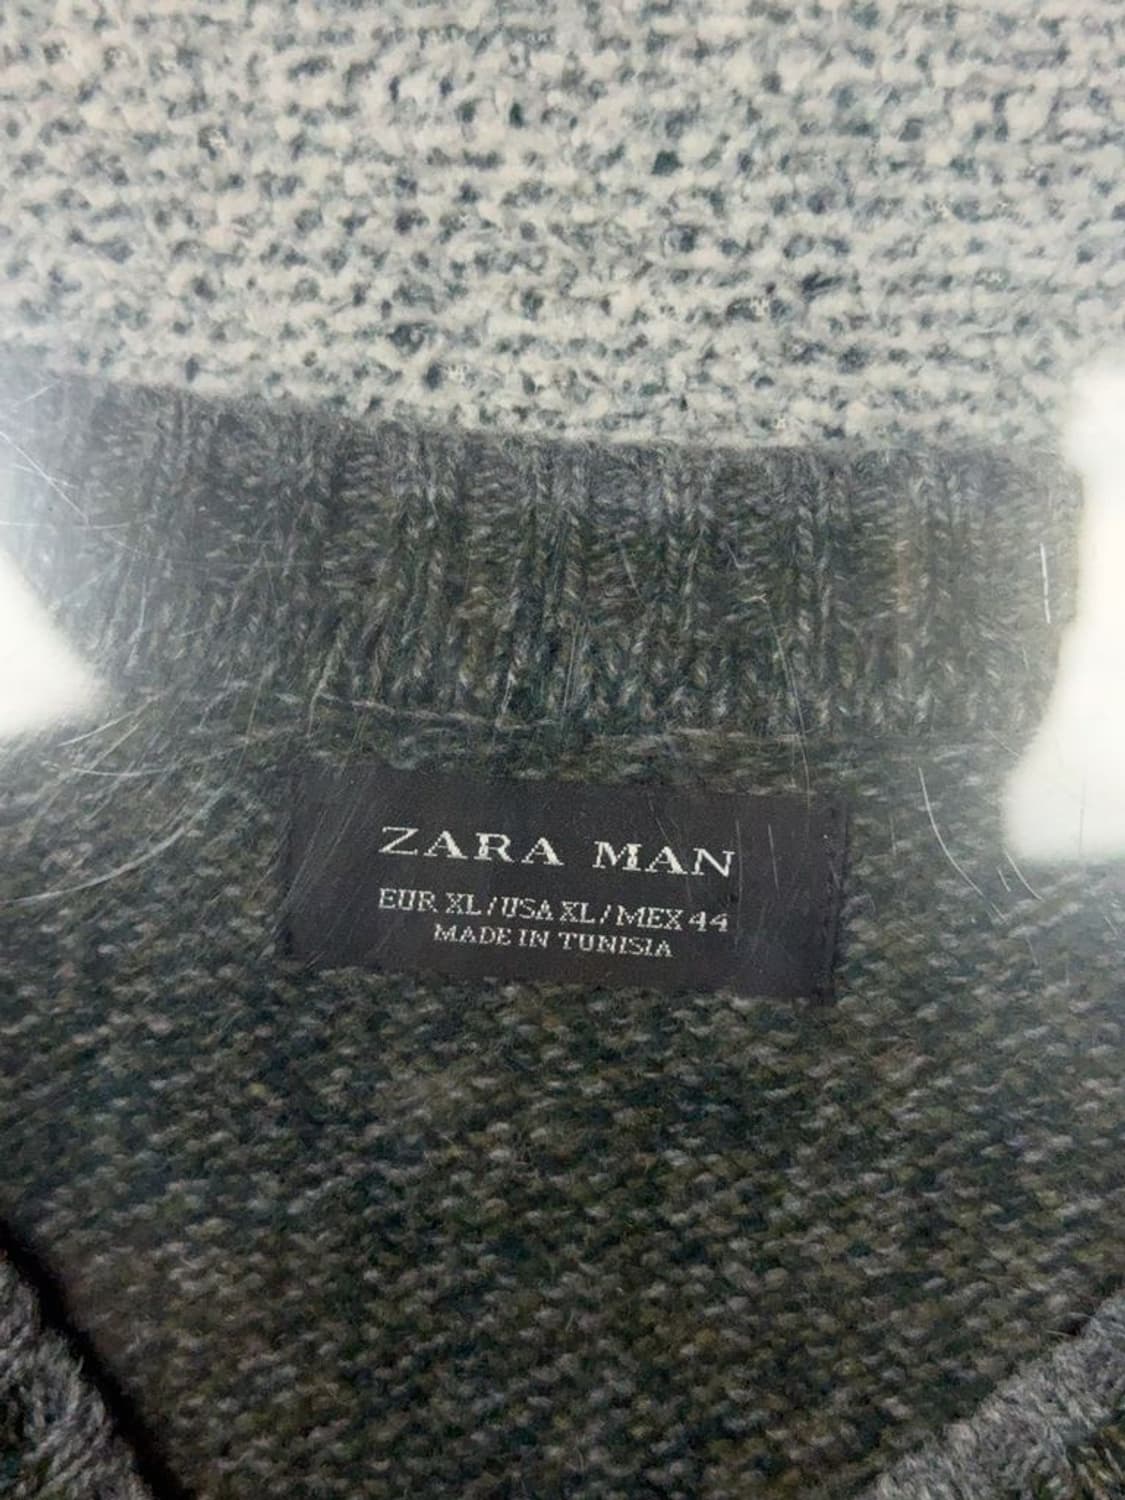 ZARA MAN
EUR XL/USA XL/MEX 44
MADE IN TUNISIA